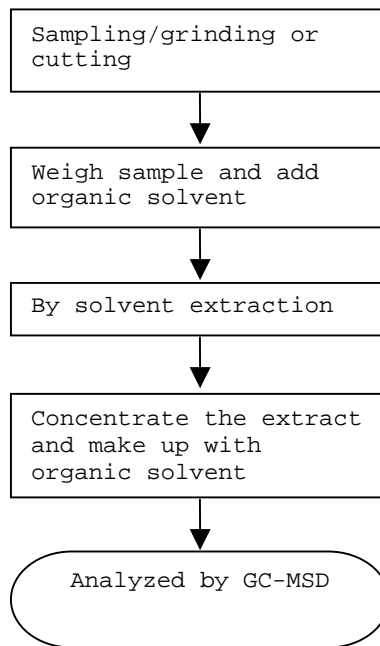 Sampling/grinding or
cutting
Weigh sample and add
organic solvent
By solvent extraction
Concentrate the extract
and make up with
organic solvent
Analyzed by GC-MSD